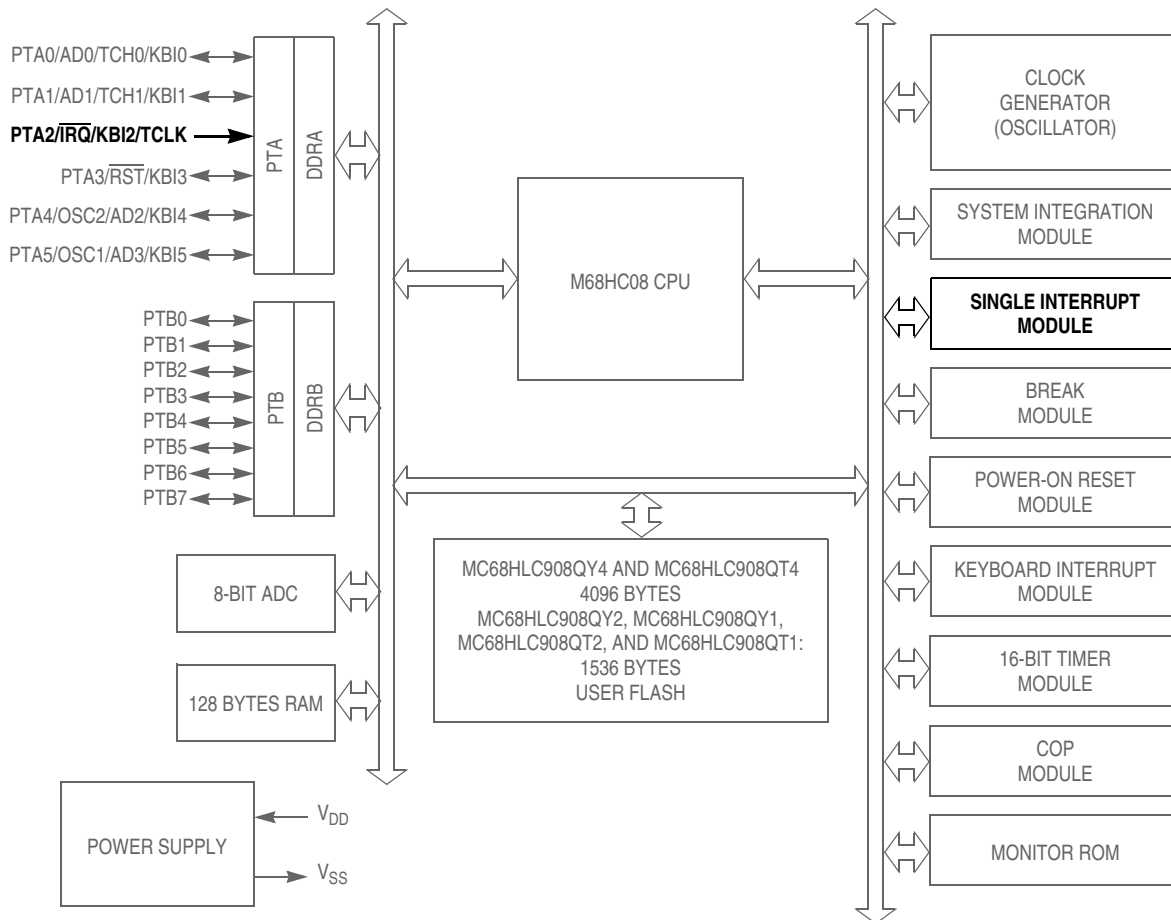 PTA0/AD0/TCH0/KBI0
PTA1/AD1/TCH1/KBI1
PTA2/IRQ/KBI2/TCLK
PTA3/RST/KBI3
PTA4/OSC2/AD2/KBI4
PTA5/OSC1/AD3/KBI5
PTA
DDRA
PTB0
PTB1
PTB2
PTB3
PTB4
PTB5
PTB6
PTB7
PTB
DDRB
8-BIT ADC
128 BYTES RAM
POWER SUPPLY
VDD
VSS
M68HC08 CPU
MC68HLC908QY4 AND MC68HLC908QT4
4096 BYTES
MC68HLC908QY2, MC68HLC908QY1,
MC68HLC908QT2, AND MC68HLC908QT1:
1536 BYTES
USER FLASH
CLOCK
GENERATOR
(OSCILLATOR)
SYSTEM INTEGRATION
MODULE
SINGLE INTERRUPT
MODULE
BREAK
MODULE
POWER-ON RESET
MODULE
KEYBOARD INTERRUPT
MODULE
16-BIT TIMER
MODULE
COP
MODULE
MONITOR ROM